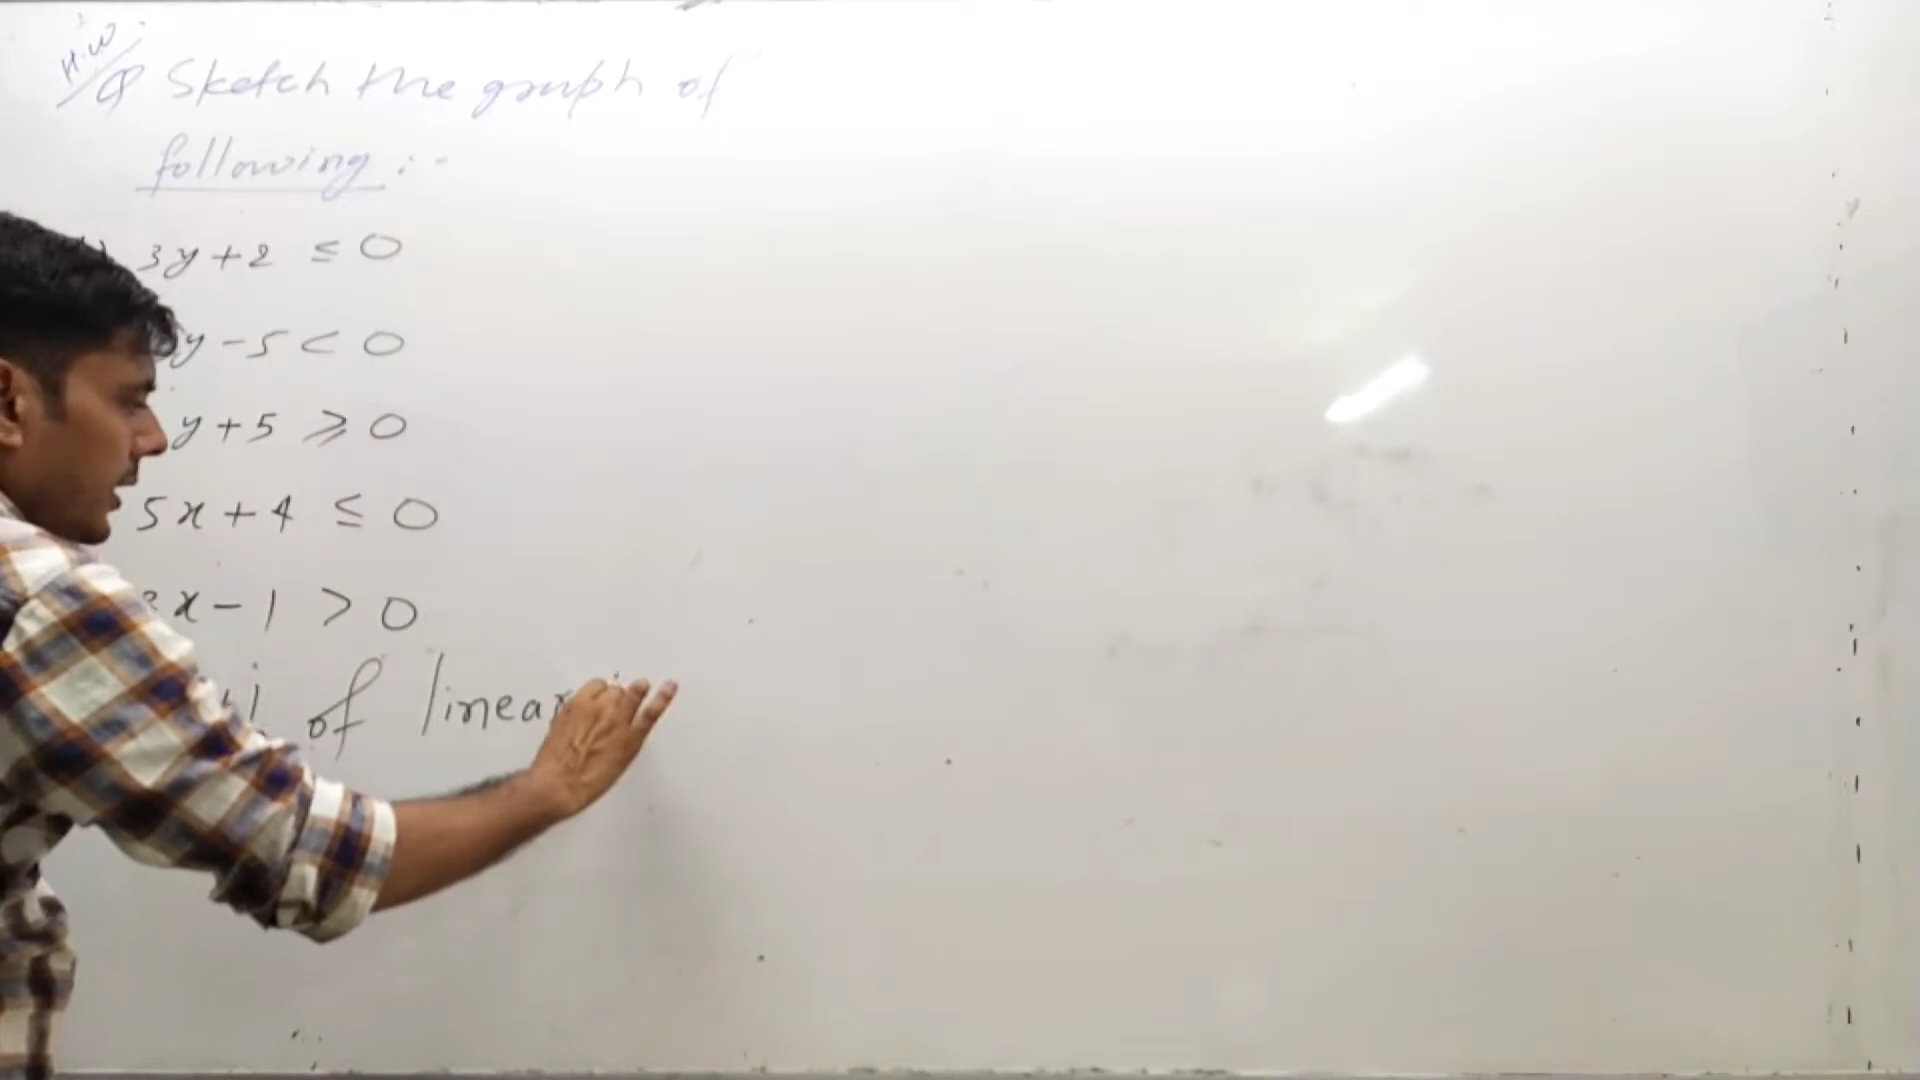 H.W
Q Sketch the graph of
following :-
3y+2 ≤ 0
y-5 < 0
y+5 ≥ 0
5x+4 ≤ 0
3x-1 > 0
of linear